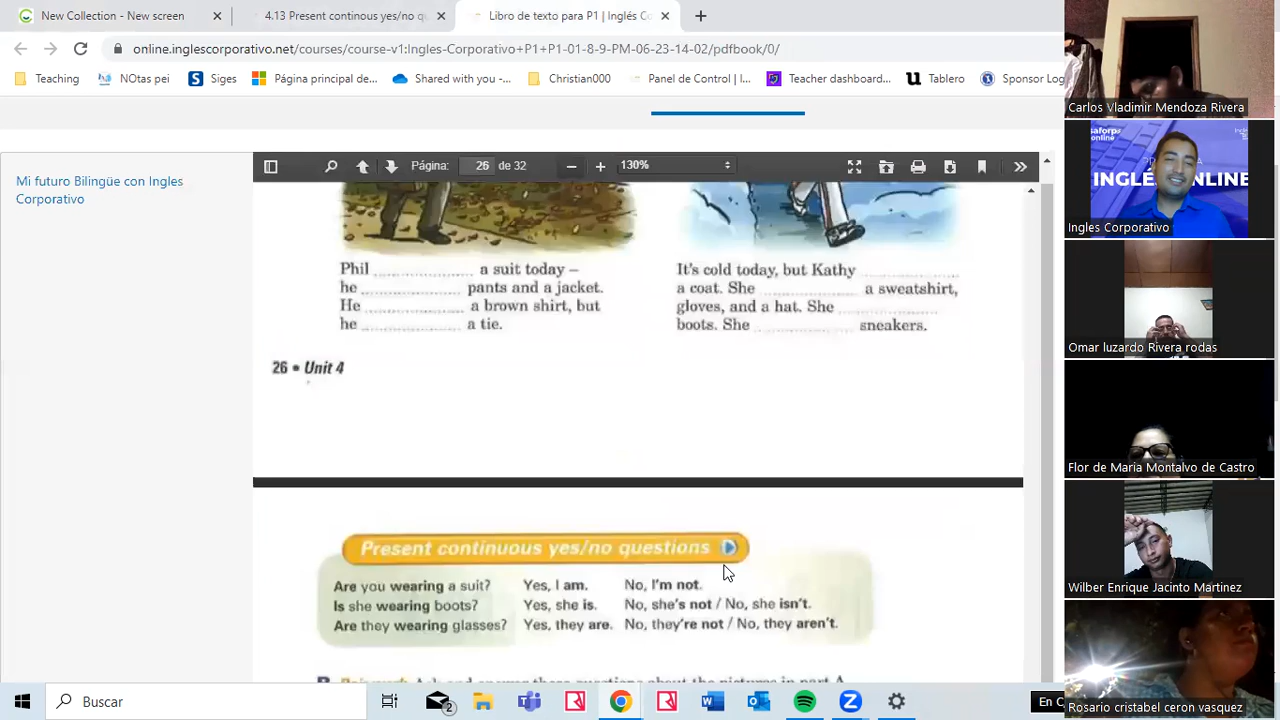 New Collection - New screen
4.13 Present continuous yes/no qu
Libro de texto para P1 | Inglés Co
online.inglescorporativo.net/courses/course-v1:Ingles-Corporativo+P1+P1-01-8-9-PM-06-23-14-02/pdfbook/0/
Teaching
NOtas pei
Siges
Página principal de...
Shared with you -...
Christian000
Panel de Control | I...
Teacher dashboard...
Tablero
Sponsor Log
Mi futuro Bilingüe con Ingles
Corporativo
Página: 26 de 32
130%
Phil a suit today –
he pants and a jacket.
He a brown shirt, but
he a tie.
It's cold today, but Kathy
a coat. She a sweatshirt,
gloves, and a hat. She
boots. She sneakers.
26 • Unit 4
Present continuous yes/no questions
Are you wearing a suit? Yes, I am. No, I'm not.
Is she wearing boots? Yes, she is. No, she's not / No, she isn't.
Are they wearing glasses? Yes, they are. No, they're not / No, they aren't.
Buscar
2
En C
Carlos Vladimir Mendoza Rivera
INGLÉS ONLINE
Ingles Corporativo
Omar luzardo Rivera rodas
Flor de Maria Montalvo de Castro
Wilber Enrique Jacinto Martinez
Rosario cristabel ceron vasquez